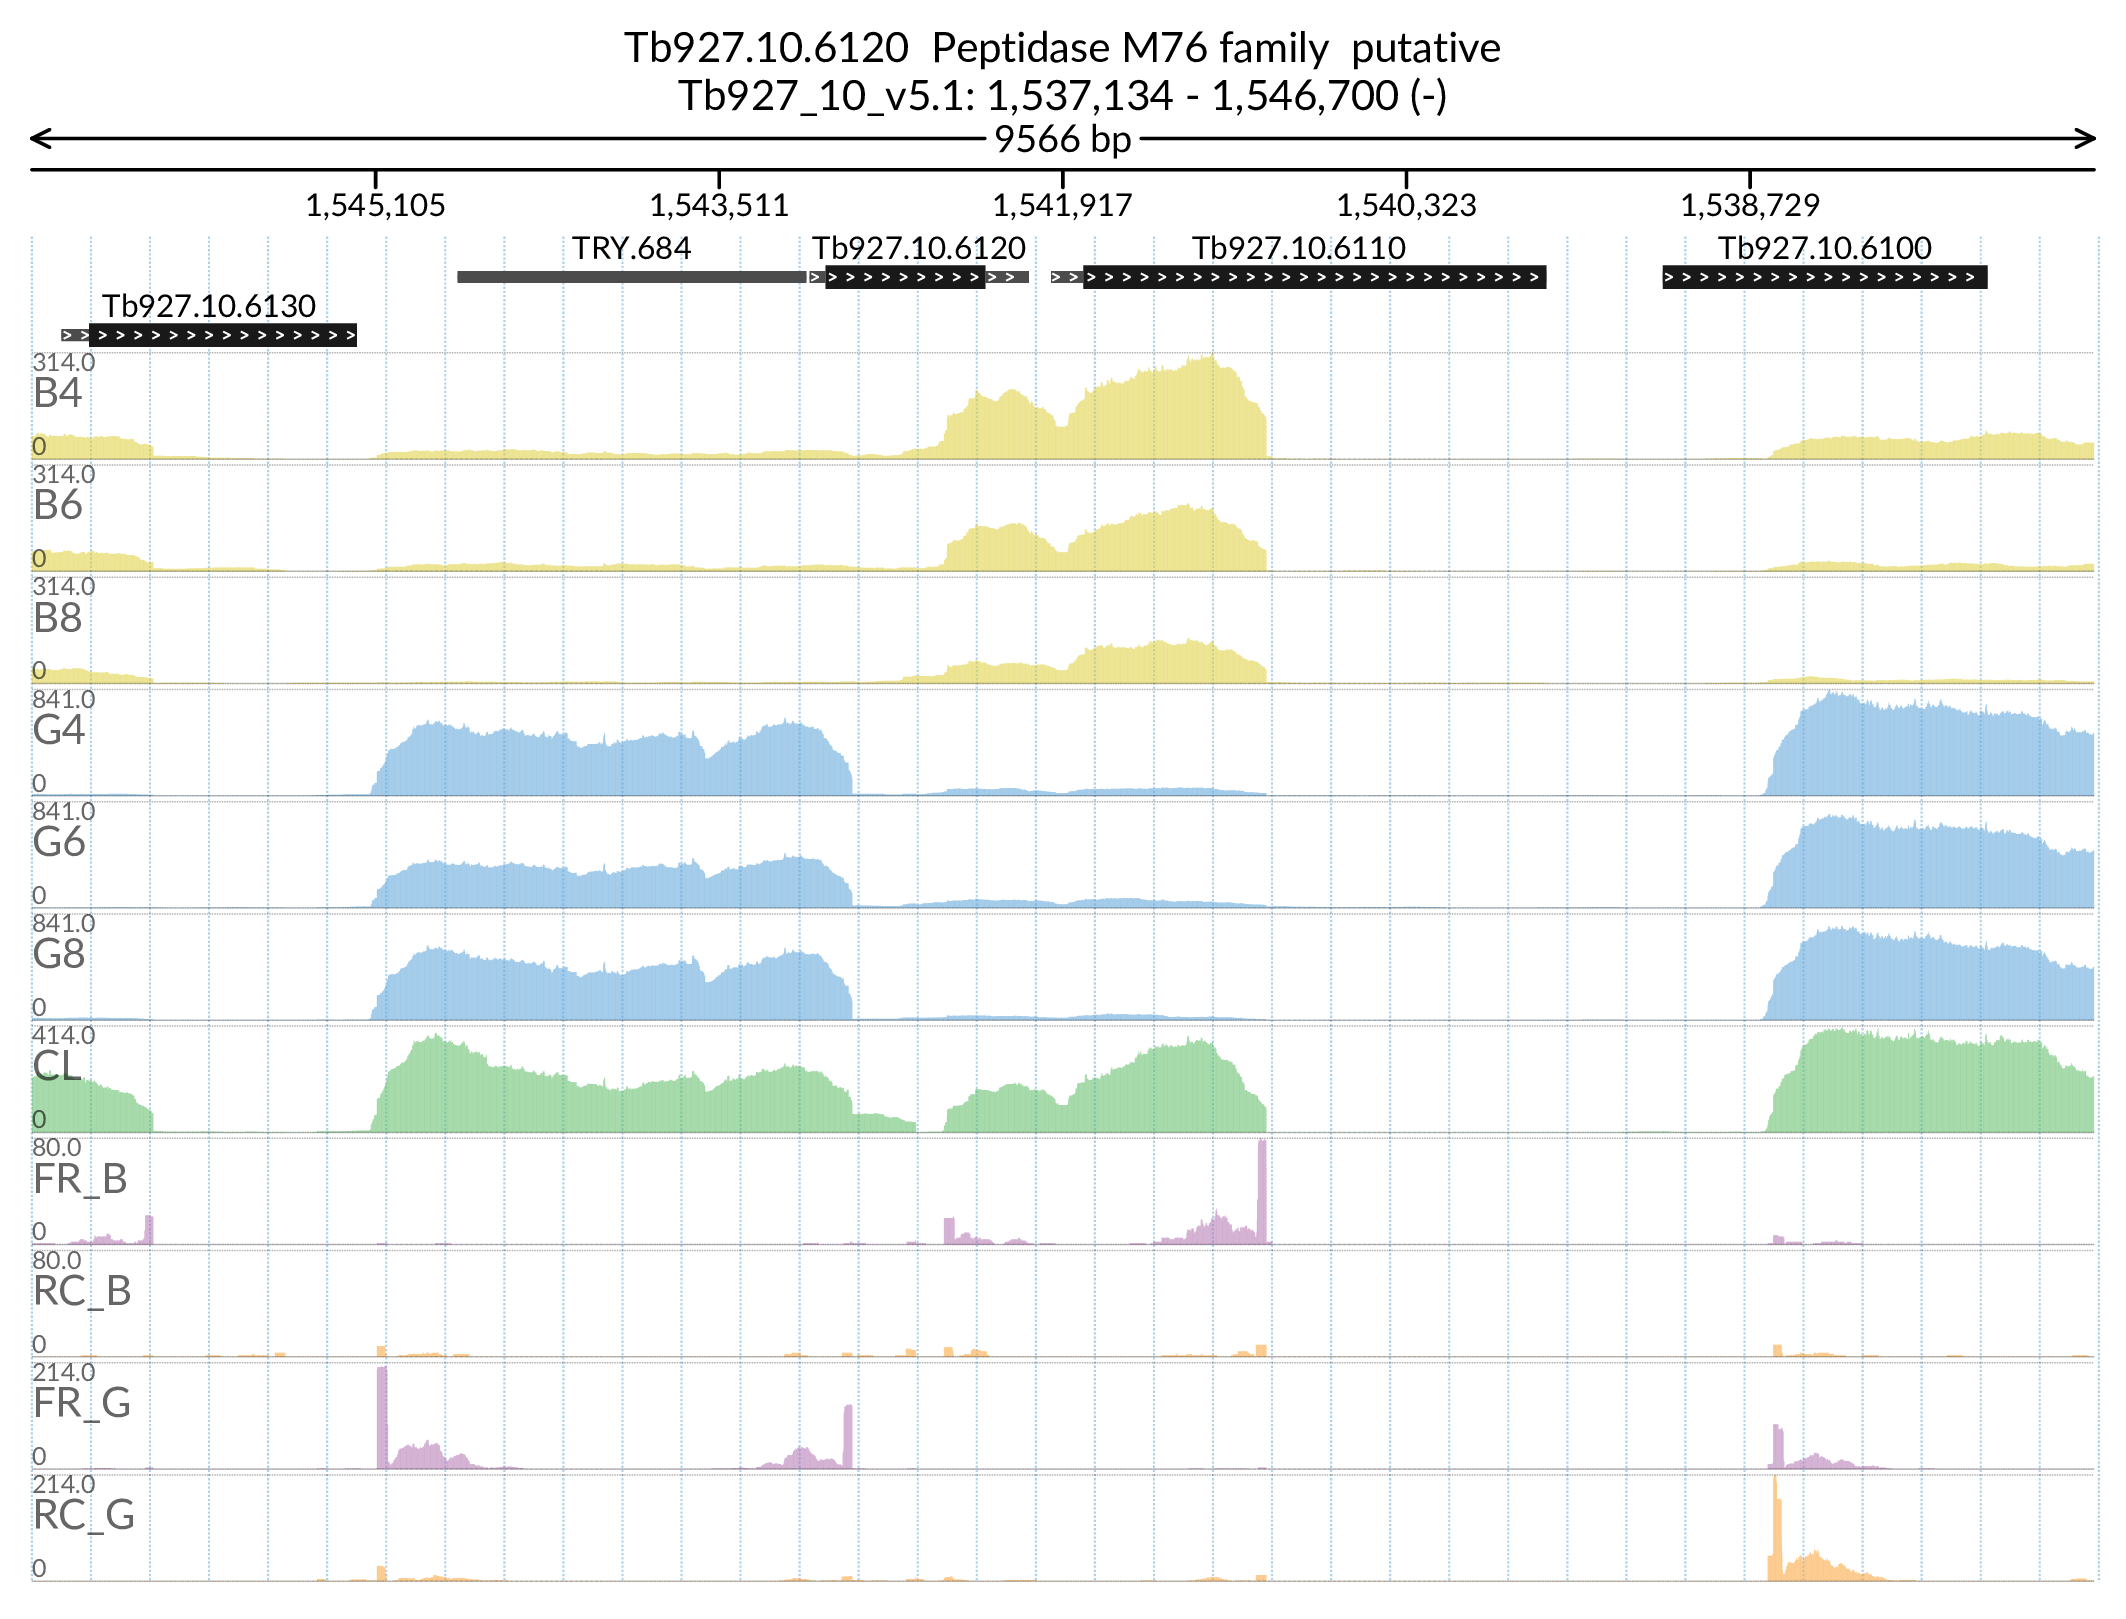 Tb927.10.6120 Peptidase M76 family putative
Tb927_10_v5.1: 1,537,134 - 1,546,700 (-)
9566 bp
1,545,105 1,543,511 1,541,917 1,540,323 1,538,729
TRY.684 Tb927.10.6120 Tb927.10.6110 Tb927.10.6100
Tb927.10.6130
314.0
B4
0
314.0
B6
0
314.0
B8
0
841.0
G4
0
841.0
G6
0
841.0
G8
0
414.0
CL
0
80.0
FR_B
0
80.0
RC_B
0
214.0
FR_G
0
214.0
RC_G
0